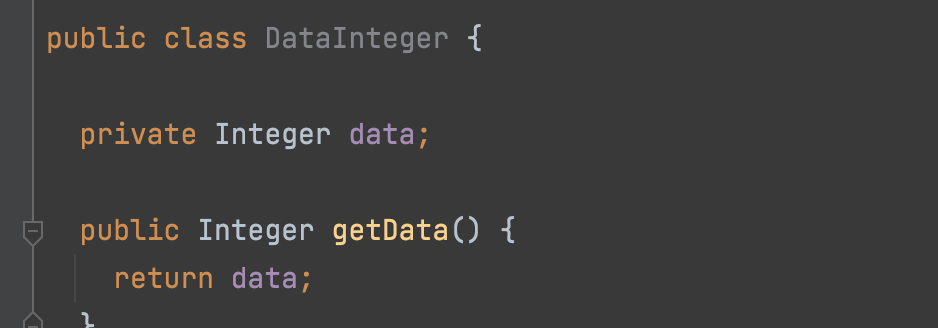 public class DataInteger {
private Integer data;
public Integer getData() {
return data;
}